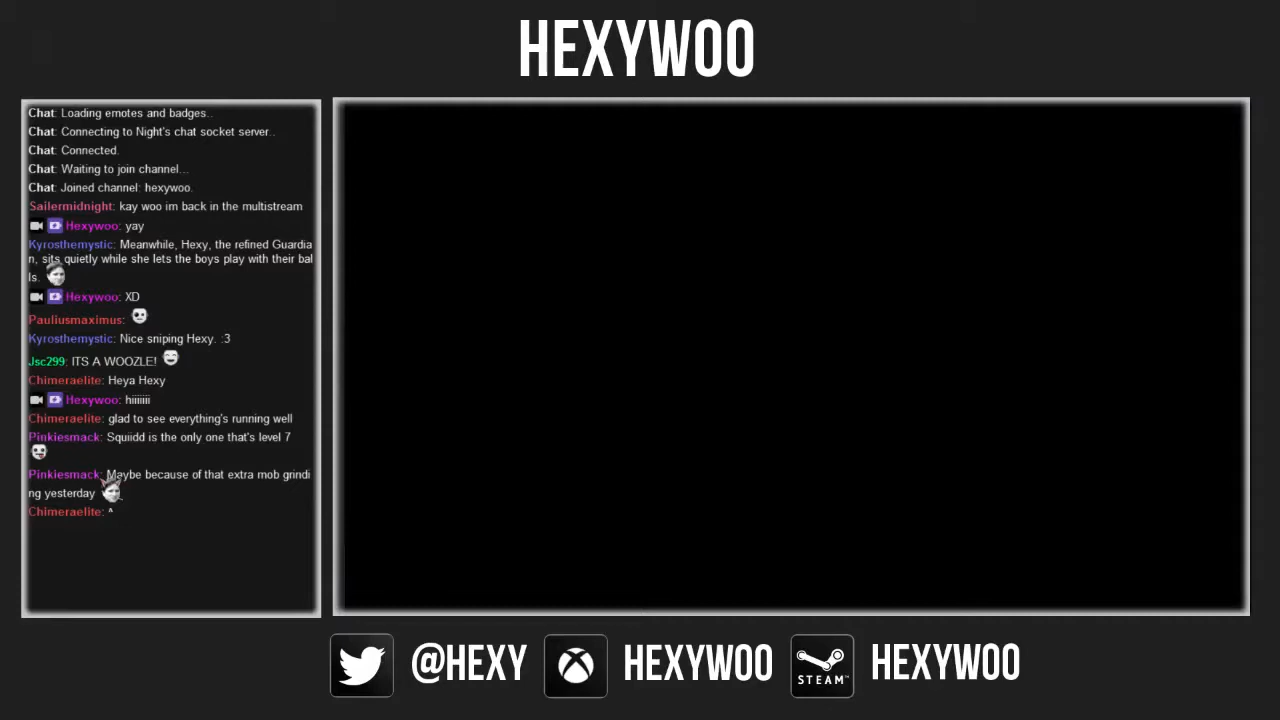 HEXYWOO
Chat: Loading emotes and badges..
Chat: Connecting to Night's chat socket server..
Chat: Connected.
Chat: Waiting to join channel...
Chat: Joined channel: hexywoo.
Sailermidnight: kay woo im back in the multistream
Hexywoo: yay
Kyrosthemystic: Meanwhile, Hexy, the refined Guardia
n, sits quietly while she lets the boys play with their bal
ls.
Hexywoo: XD
Pauliusmaximus:
Kyrosthemystic: Nice sniping Hexy. :3
Jsc299: ITS A WOOZLE!
Chimeraelite: Heya Hexy
Hexywoo: hiiiiiii
Chimeraelite: glad to see everything's running well
Pinkiesmack: Squiidd is the only one that's level 7
Pinkiesmack: Maybe because of that extra mob grindi
ng yesterday
Chimeraelite: ^
@HEXY HEXYWOO STEAM™ HEXYWOO